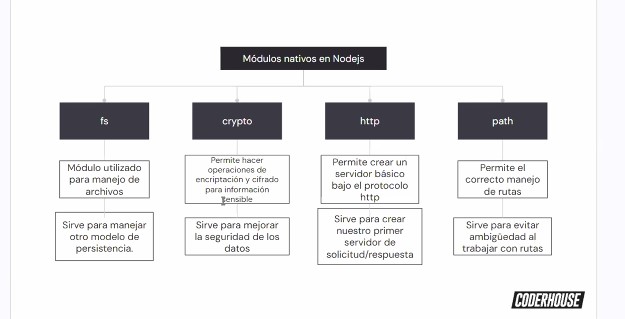 Módulos nativos en Nodejs
fs
crypto
http
path
Módulo utilizado
para manejo de
archivos
Permite hacer
operaciones de
encriptación y cifrado
para información
sensible
Permite crear un
servidor básico
bajo el protocolo
http
Permite el
correcto manejo
de rutas
Sirve para manejar
otro modelo de
persistencia.
Sirve para mejorar
la seguridad de los
datos
Sirve para crear
nuestro primer
servidor de
solicitud/respuesta
Sirve para evitar
ambigüedad al
trabajar con rutas
CODERHOUSE